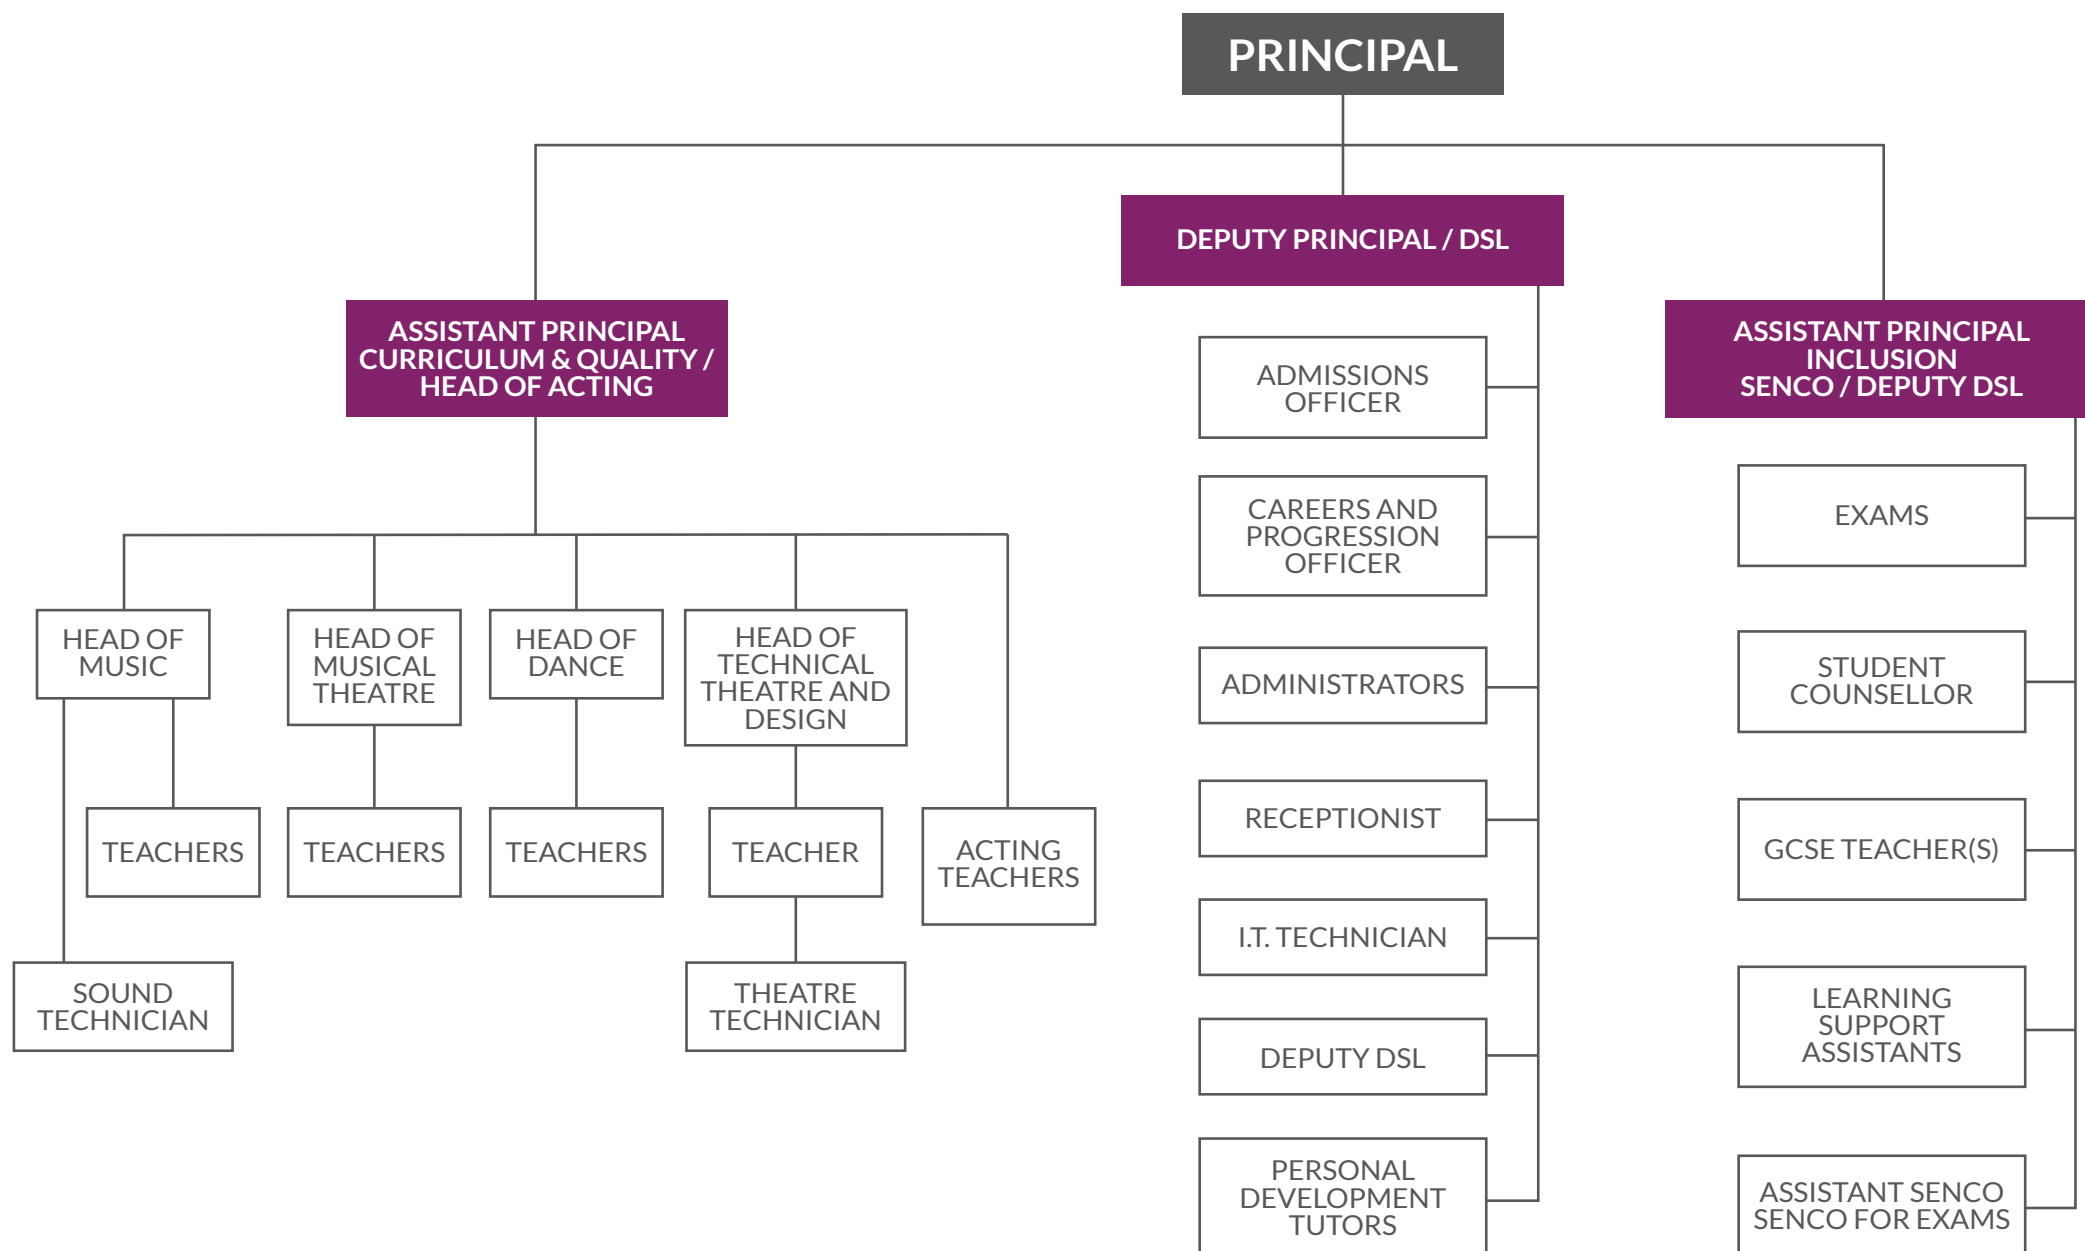 PRINCIPAL
DEPUTY PRINCIPAL / DSL
ASSISTANT PRINCIPAL
CURRICULUM & QUALITY /
HEAD OF ACTING
ASSISTANT PRINCIPAL
INCLUSION
SENCO / DEPUTY DSL
HEAD OF
MUSIC
HEAD OF
MUSICAL
THEATRE
HEAD OF
DANCE
HEAD OF
TECHNICAL
THEATRE AND
DESIGN
TEACHERS
TEACHERS
TEACHERS
TEACHER
ACTING
TEACHERS
SOUND
TECHNICIAN
THEATRE
TECHNICIAN
ADMISSIONS
OFFICER
CAREERS AND
PROGRESSION
OFFICER
ADMINISTRATORS
RECEPTIONIST
I.T. TECHNICIAN
DEPUTY DSL
PERSONAL
DEVELOPMENT
TUTORS
EXAMS
STUDENT
COUNSELLOR
GCSE TEACHER(S)
LEARNING
SUPPORT
ASSISTANTS
ASSISTANT SENCO
SENCO FOR EXAMS